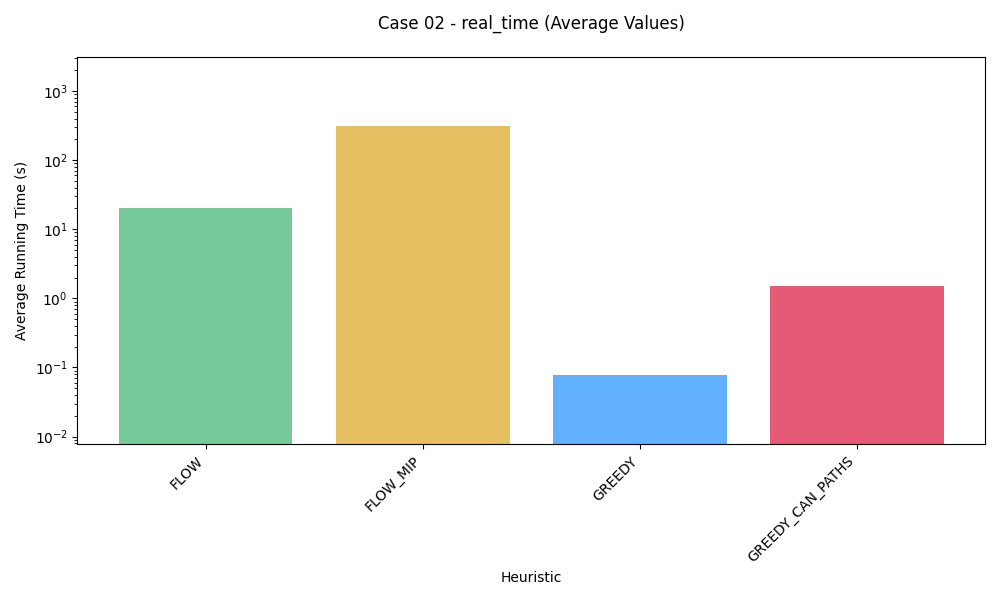 Case 02 - real_time (Average Values)
Average Running Time (s)
10³
10²
10¹
10⁰
10⁻¹
10⁻²
FLOW
FLOW_MIP
GREEDY
GREEDY_CAN_PATHS
Heuristic